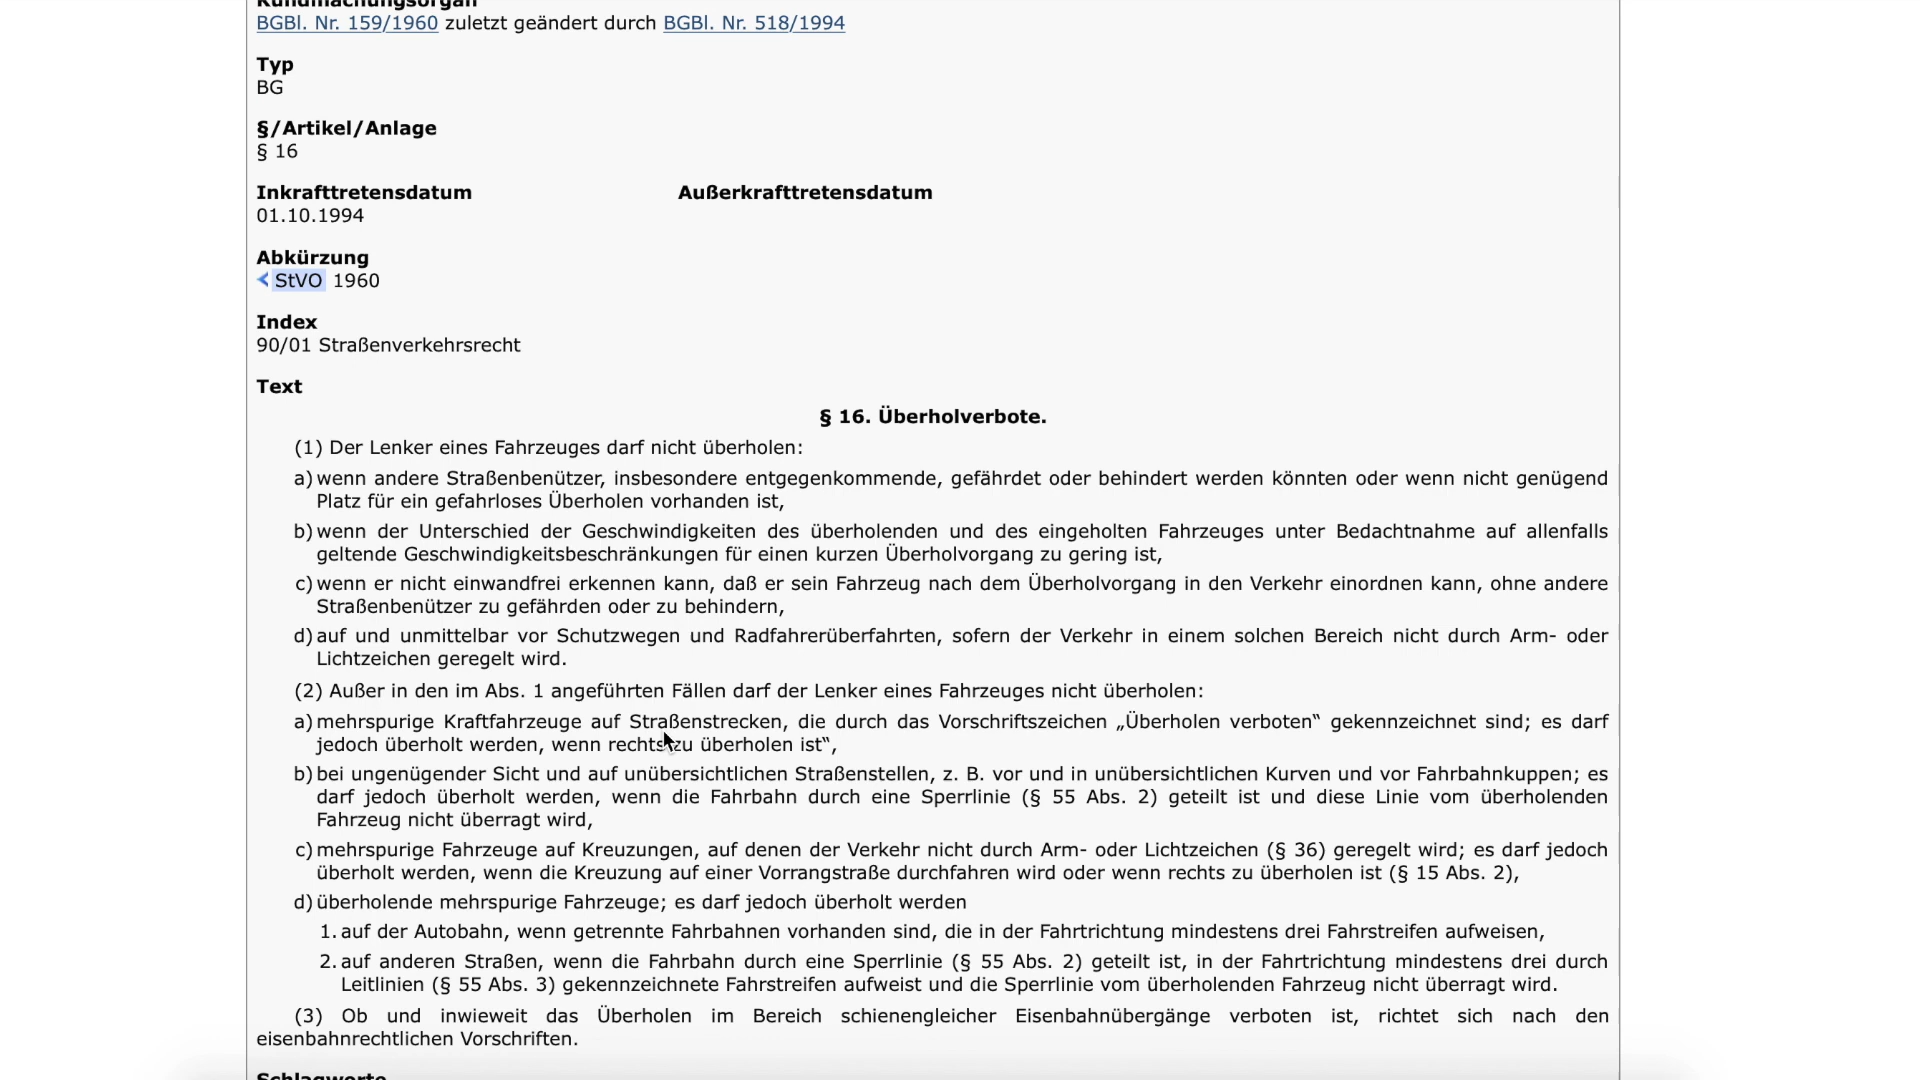 Kundmachungsorgan
BGBl. Nr. 159/1960 zuletzt geändert durch BGBl. Nr. 518/1994
Typ
BG
§/Artikel/Anlage
§ 16
Inkrafttretensdatum
01.10.1994
Außerkrafttretensdatum
Abkürzung
< StVO 1960
Index
90/01 Straßenverkehrsrecht
Text
§ 16. Überholverbote.
(1) Der Lenker eines Fahrzeuges darf nicht überholen:
a) wenn andere Straßenbenützer, insbesondere entgegenkommende, gefährdet oder behindert werden könnten oder wenn nicht genügend
Platz für ein gefahrloses Überholen vorhanden ist,
b) wenn der Unterschied der Geschwindigkeiten des überholenden und des eingeholten Fahrzeuges unter Bedachtnahme auf allenfalls
geltende Geschwindigkeitsbeschränkungen für einen kurzen Überholvorgang zu gering ist,
c) wenn er nicht einwandfrei erkennen kann, daß er sein Fahrzeug nach dem Überholvorgang in den Verkehr einordnen kann, ohne andere
Straßenbenützer zu gefährden oder zu behindern,
d) auf und unmittelbar vor Schutzwegen und Radfahrerüberfahrten, sofern der Verkehr in einem solchen Bereich nicht durch Arm- oder
Lichtzeichen geregelt wird.
(2) Außer in den im Abs. 1 angeführten Fällen darf der Lenker eines Fahrzeuges nicht überholen:
a) mehrspurige Kraftfahrzeuge auf Straßenstrecken, die durch das Vorschriftszeichen „Überholen verboten“ gekennzeichnet sind; es darf
jedoch überholt werden, wenn rechts zu überholen ist“,
b) bei ungenügender Sicht und auf unübersichtlichen Straßenstellen, z. B. vor und in unübersichtlichen Kurven und vor Fahrbahnkuppen; es
darf jedoch überholt werden, wenn die Fahrbahn durch eine Sperrlinie (§ 55 Abs. 2) geteilt ist und diese Linie vom überholenden
Fahrzeug nicht überragt wird,
c) mehrspurige Fahrzeuge auf Kreuzungen, auf denen der Verkehr nicht durch Arm- oder Lichtzeichen (§ 36) geregelt wird; es darf jedoch
überholt werden, wenn die Kreuzung auf einer Vorrangstraße durchfahren wird oder wenn rechts zu überholen ist (§ 15 Abs. 2),
d) überholende mehrspurige Fahrzeuge; es darf jedoch überholt werden
1. auf der Autobahn, wenn getrennte Fahrbahnen vorhanden sind, die in der Fahrtrichtung mindestens drei Fahrstreifen aufweisen,
2. auf anderen Straßen, wenn die Fahrbahn durch eine Sperrlinie (§ 55 Abs. 2) geteilt ist, in der Fahrtrichtung mindestens drei durch
Leitlinien (§ 55 Abs. 3) gekennzeichnete Fahrstreifen aufweist und die Sperrlinie vom überholenden Fahrzeug nicht überragt wird.
(3) Ob und inwieweit das Überholen im Bereich schienengleicher Eisenbahnübergänge verboten ist, richtet sich nach den
eisenbahnrechtlichen Vorschriften.
Schlagworte